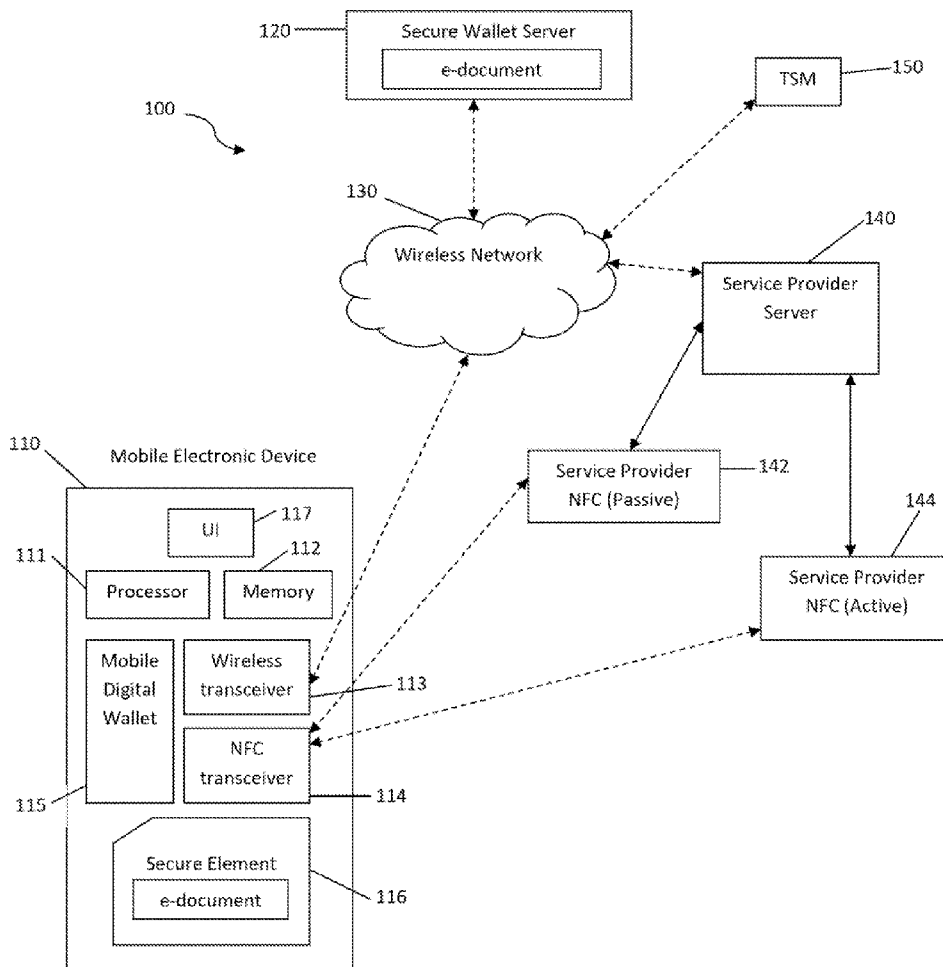 120
Secure Wallet Server
e-document
TSM
150
100
130
Wireless Network
140
Service Provider
Server
110
Mobile Electronic Device
Service Provider
NFC (Passive)
142
UI
117
111
112
144
Processor
Memory
Service Provider
NFC (Active)
Mobile
Digital
Wallet
Wireless
transceiver
113
NFC
transceiver
115
114
Secure Element
e-document
116